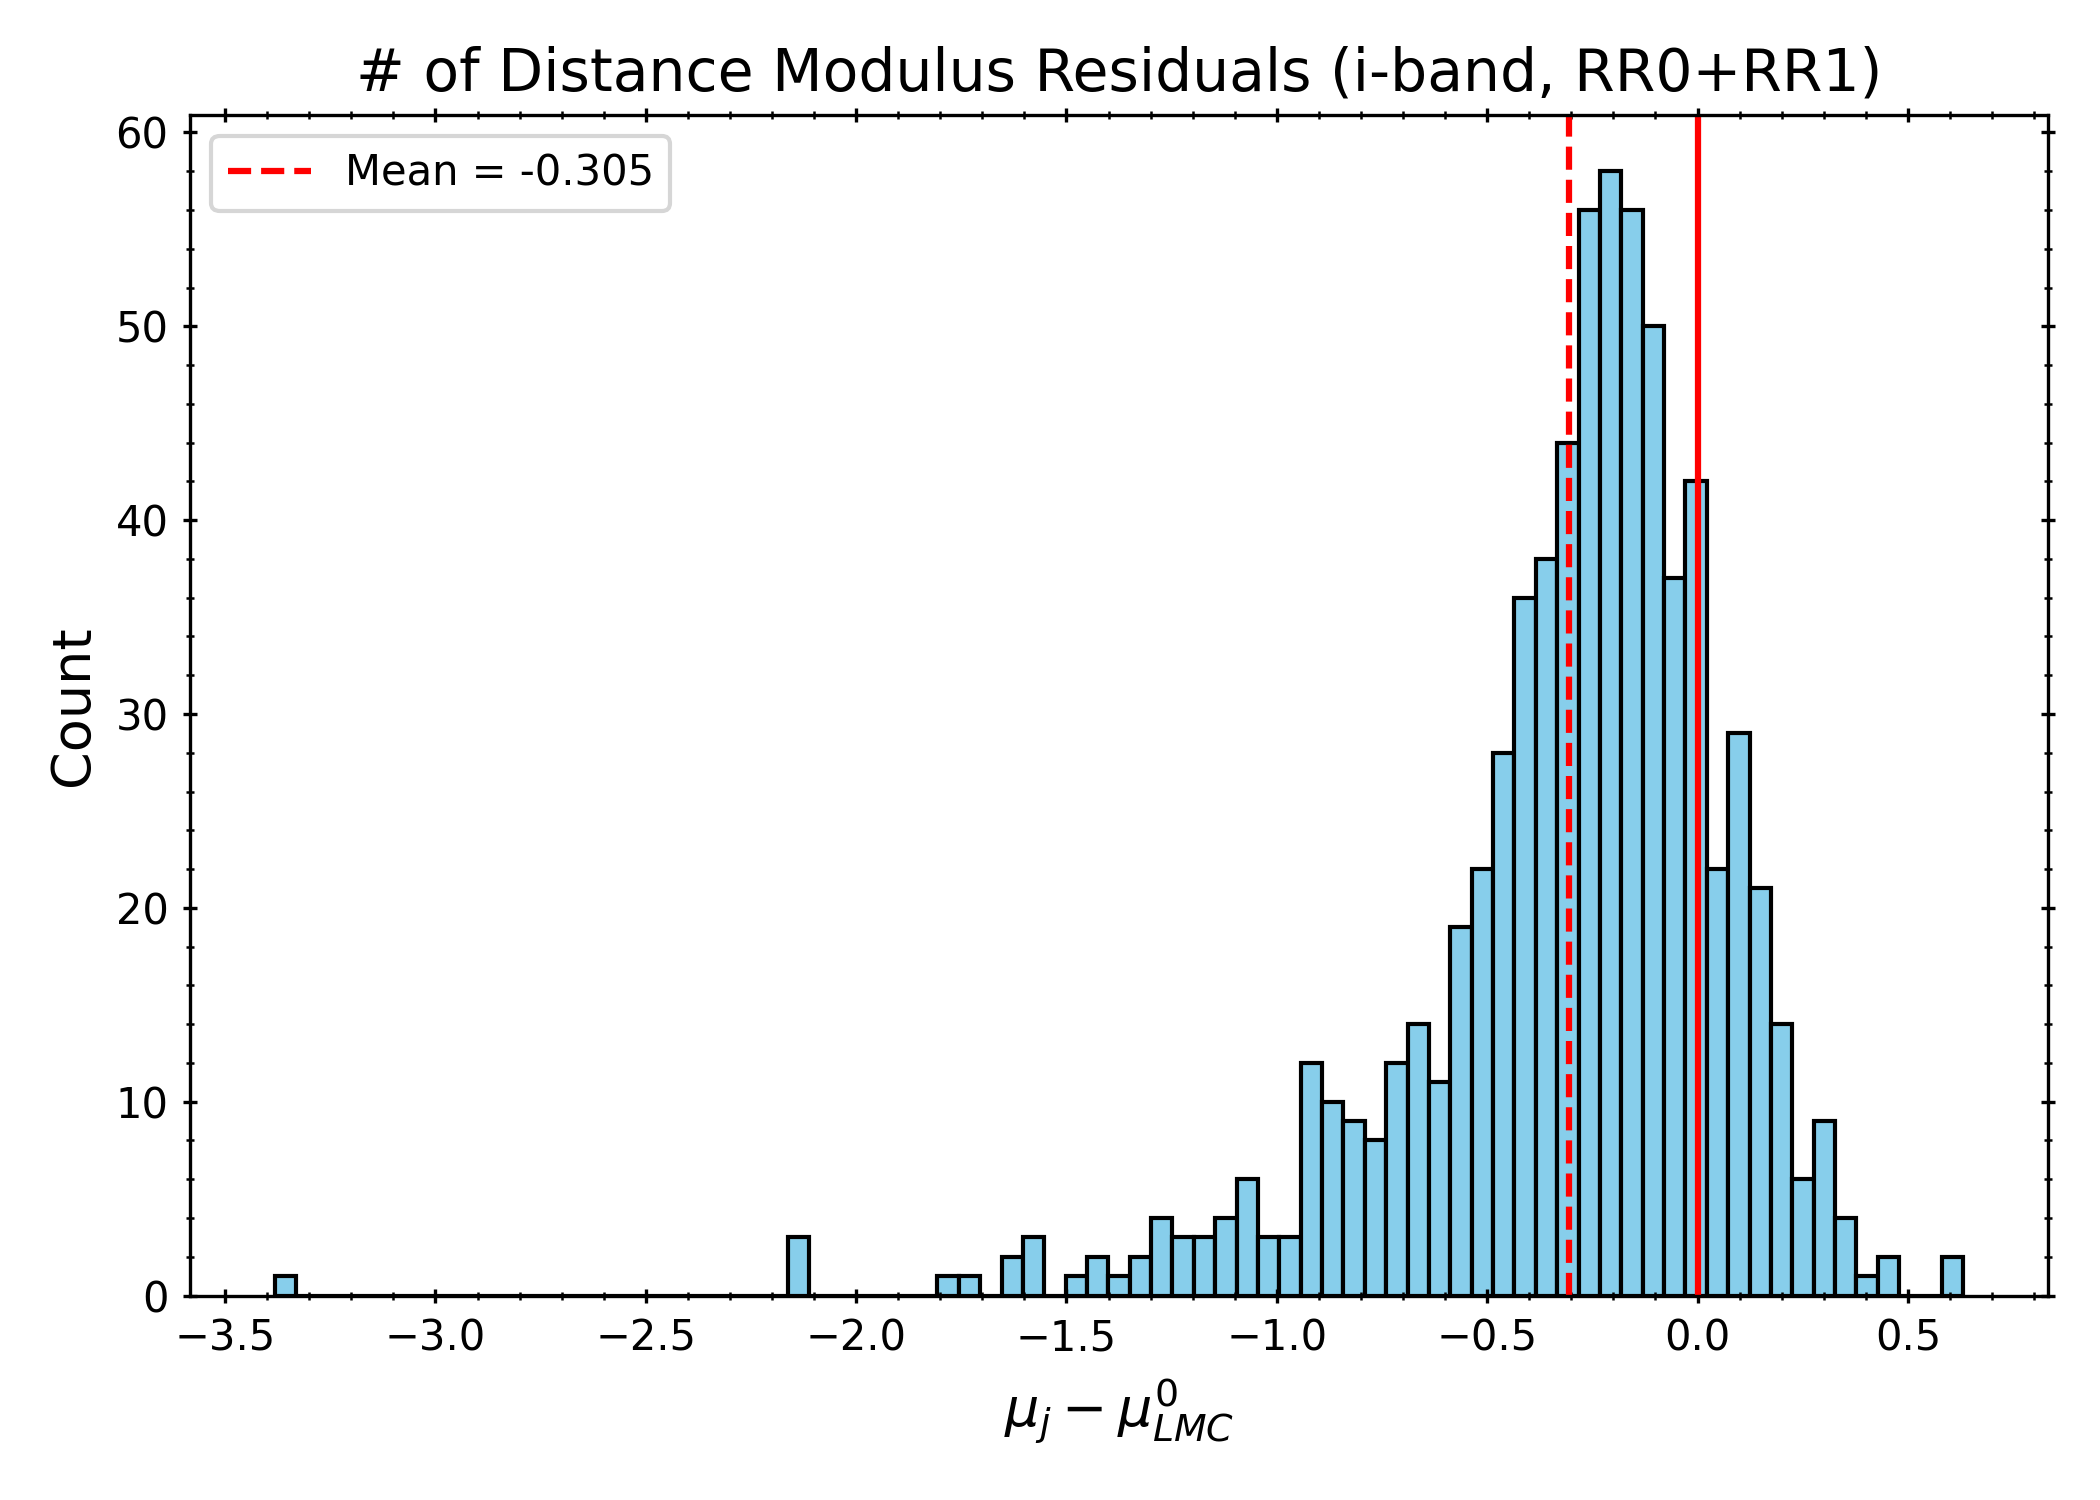 # of Distance Modulus Residuals (i-band, RR0+RR1)
Mean = -0.305
60
50
40
30
20
10
0
Count
−3.5 −3.0 −2.5 −2.0 −1.5 −1.0 −0.5 0.0 0.5
μj − μ⁰LMC